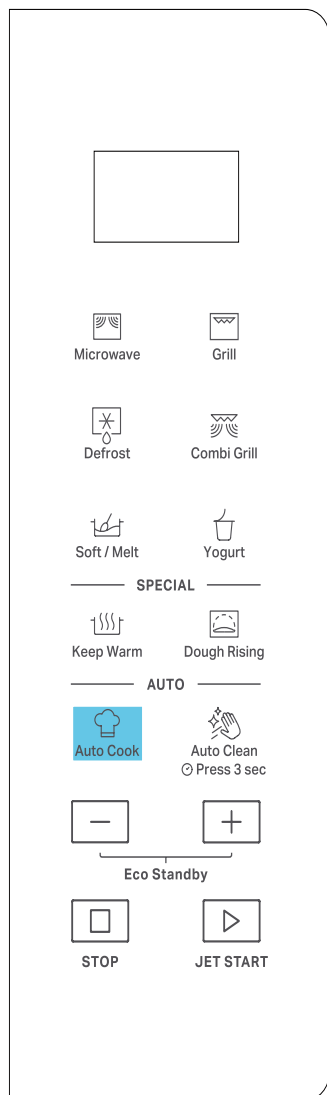 Microwave Grill
Defrost Combi Grill
Soft / Melt Yogurt
SPECIAL
Keep Warm Dough Rising
AUTO
Auto Cook Auto Clean
Press 3 sec
Eco Standby
STOP JET START